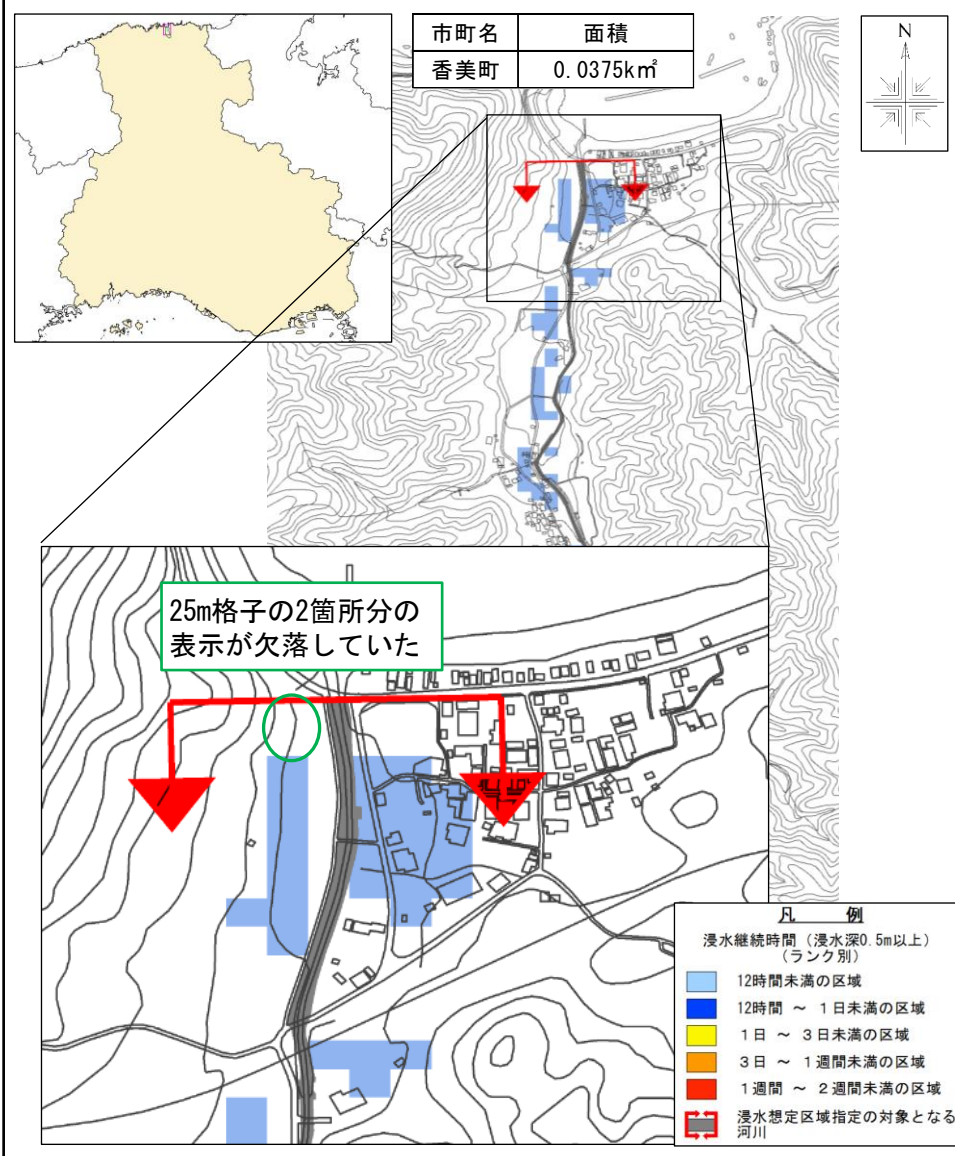 市町名 面積
香美町 0.0375k㎡
N
25m格子の2箇所分の
表示が欠落していた
凡 例
浸水継続時間（浸水深0.5m以上）
（ランク別）
12時間未満の区域
12時間 ～ 1日未満の区域
1日 ～ 3日未満の区域
3日 ～ 1週間未満の区域
1週間 ～ 2週間未満の区域
浸水想定区域指定の対象となる
河川